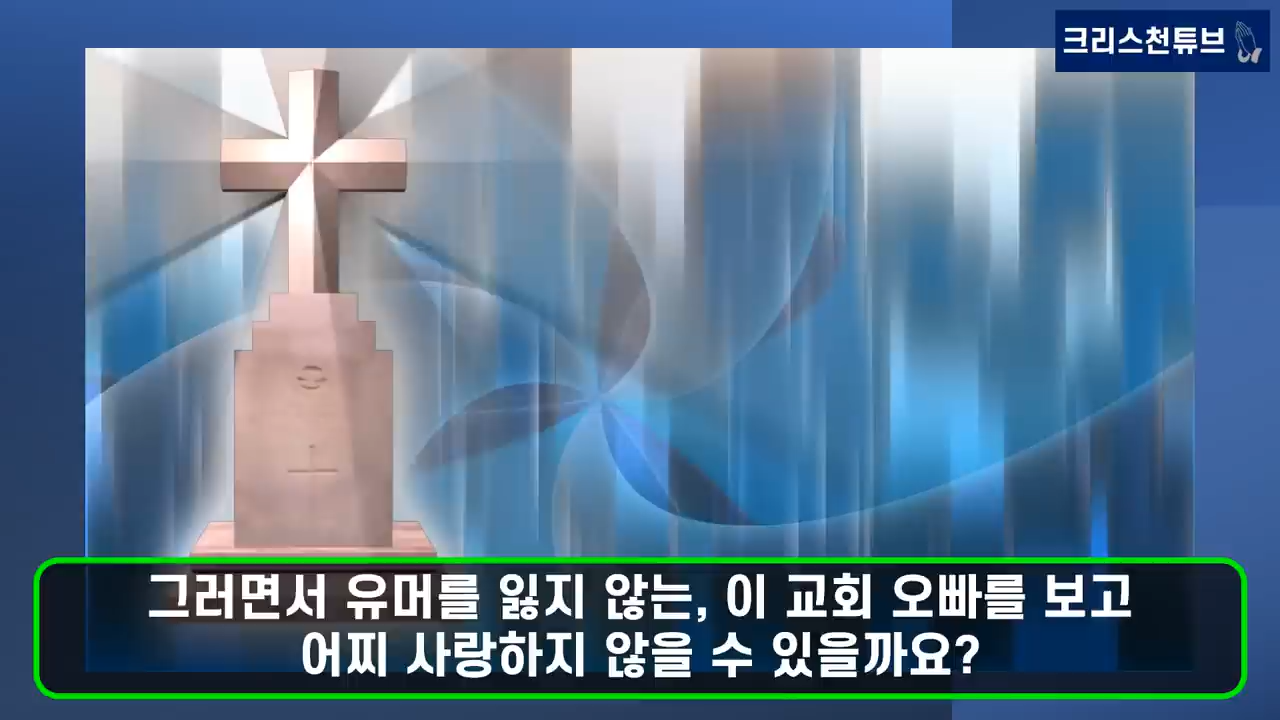 크리스천튜브
그러면서 유머를 잃지 않는, 이 교회 오빠를 보고
어찌 사랑하지 않을 수 있을까요?